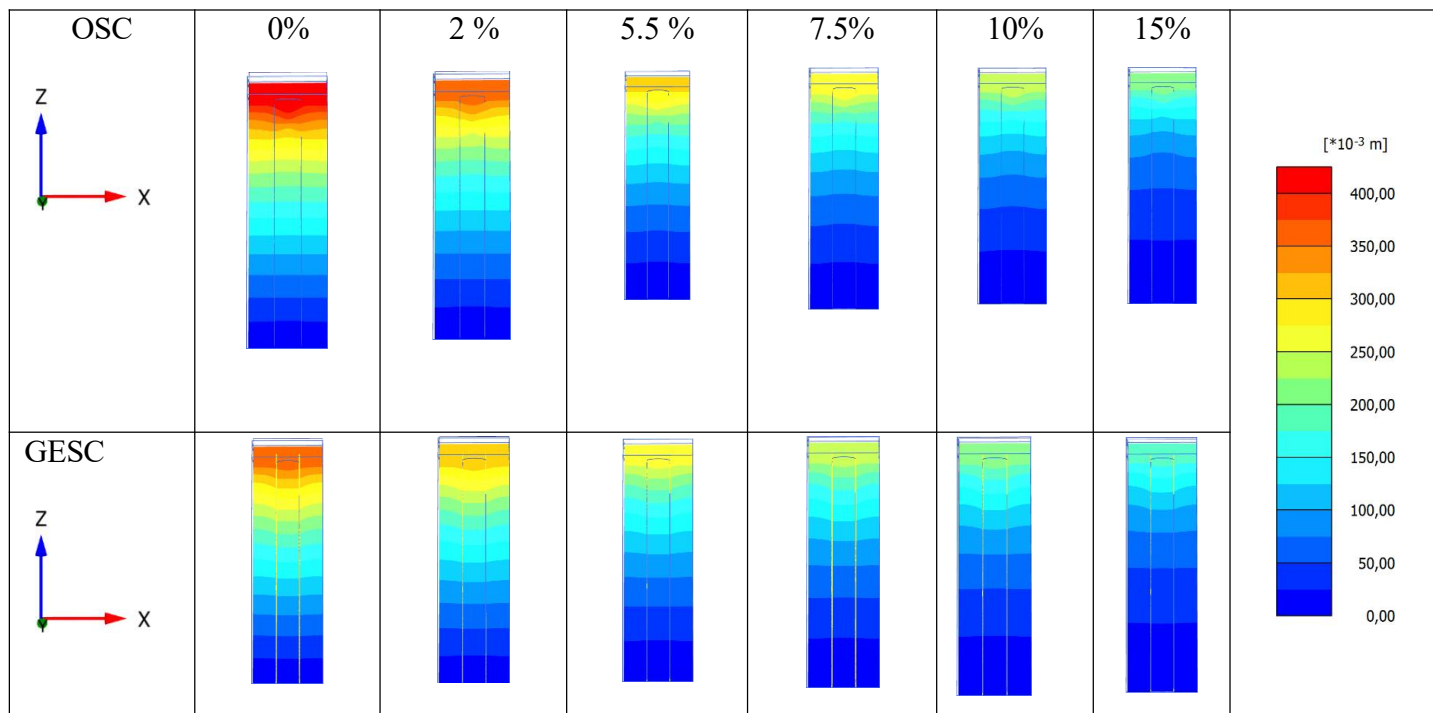 OSC 0% 2 % 5.5 % 7.5% 10% 15%
Z
X
Y
[*10-3 m]
400,00
350,00
300,00
250,00
200,00
150,00
100,00
50,00
0,00
GESC
Z
X
Y